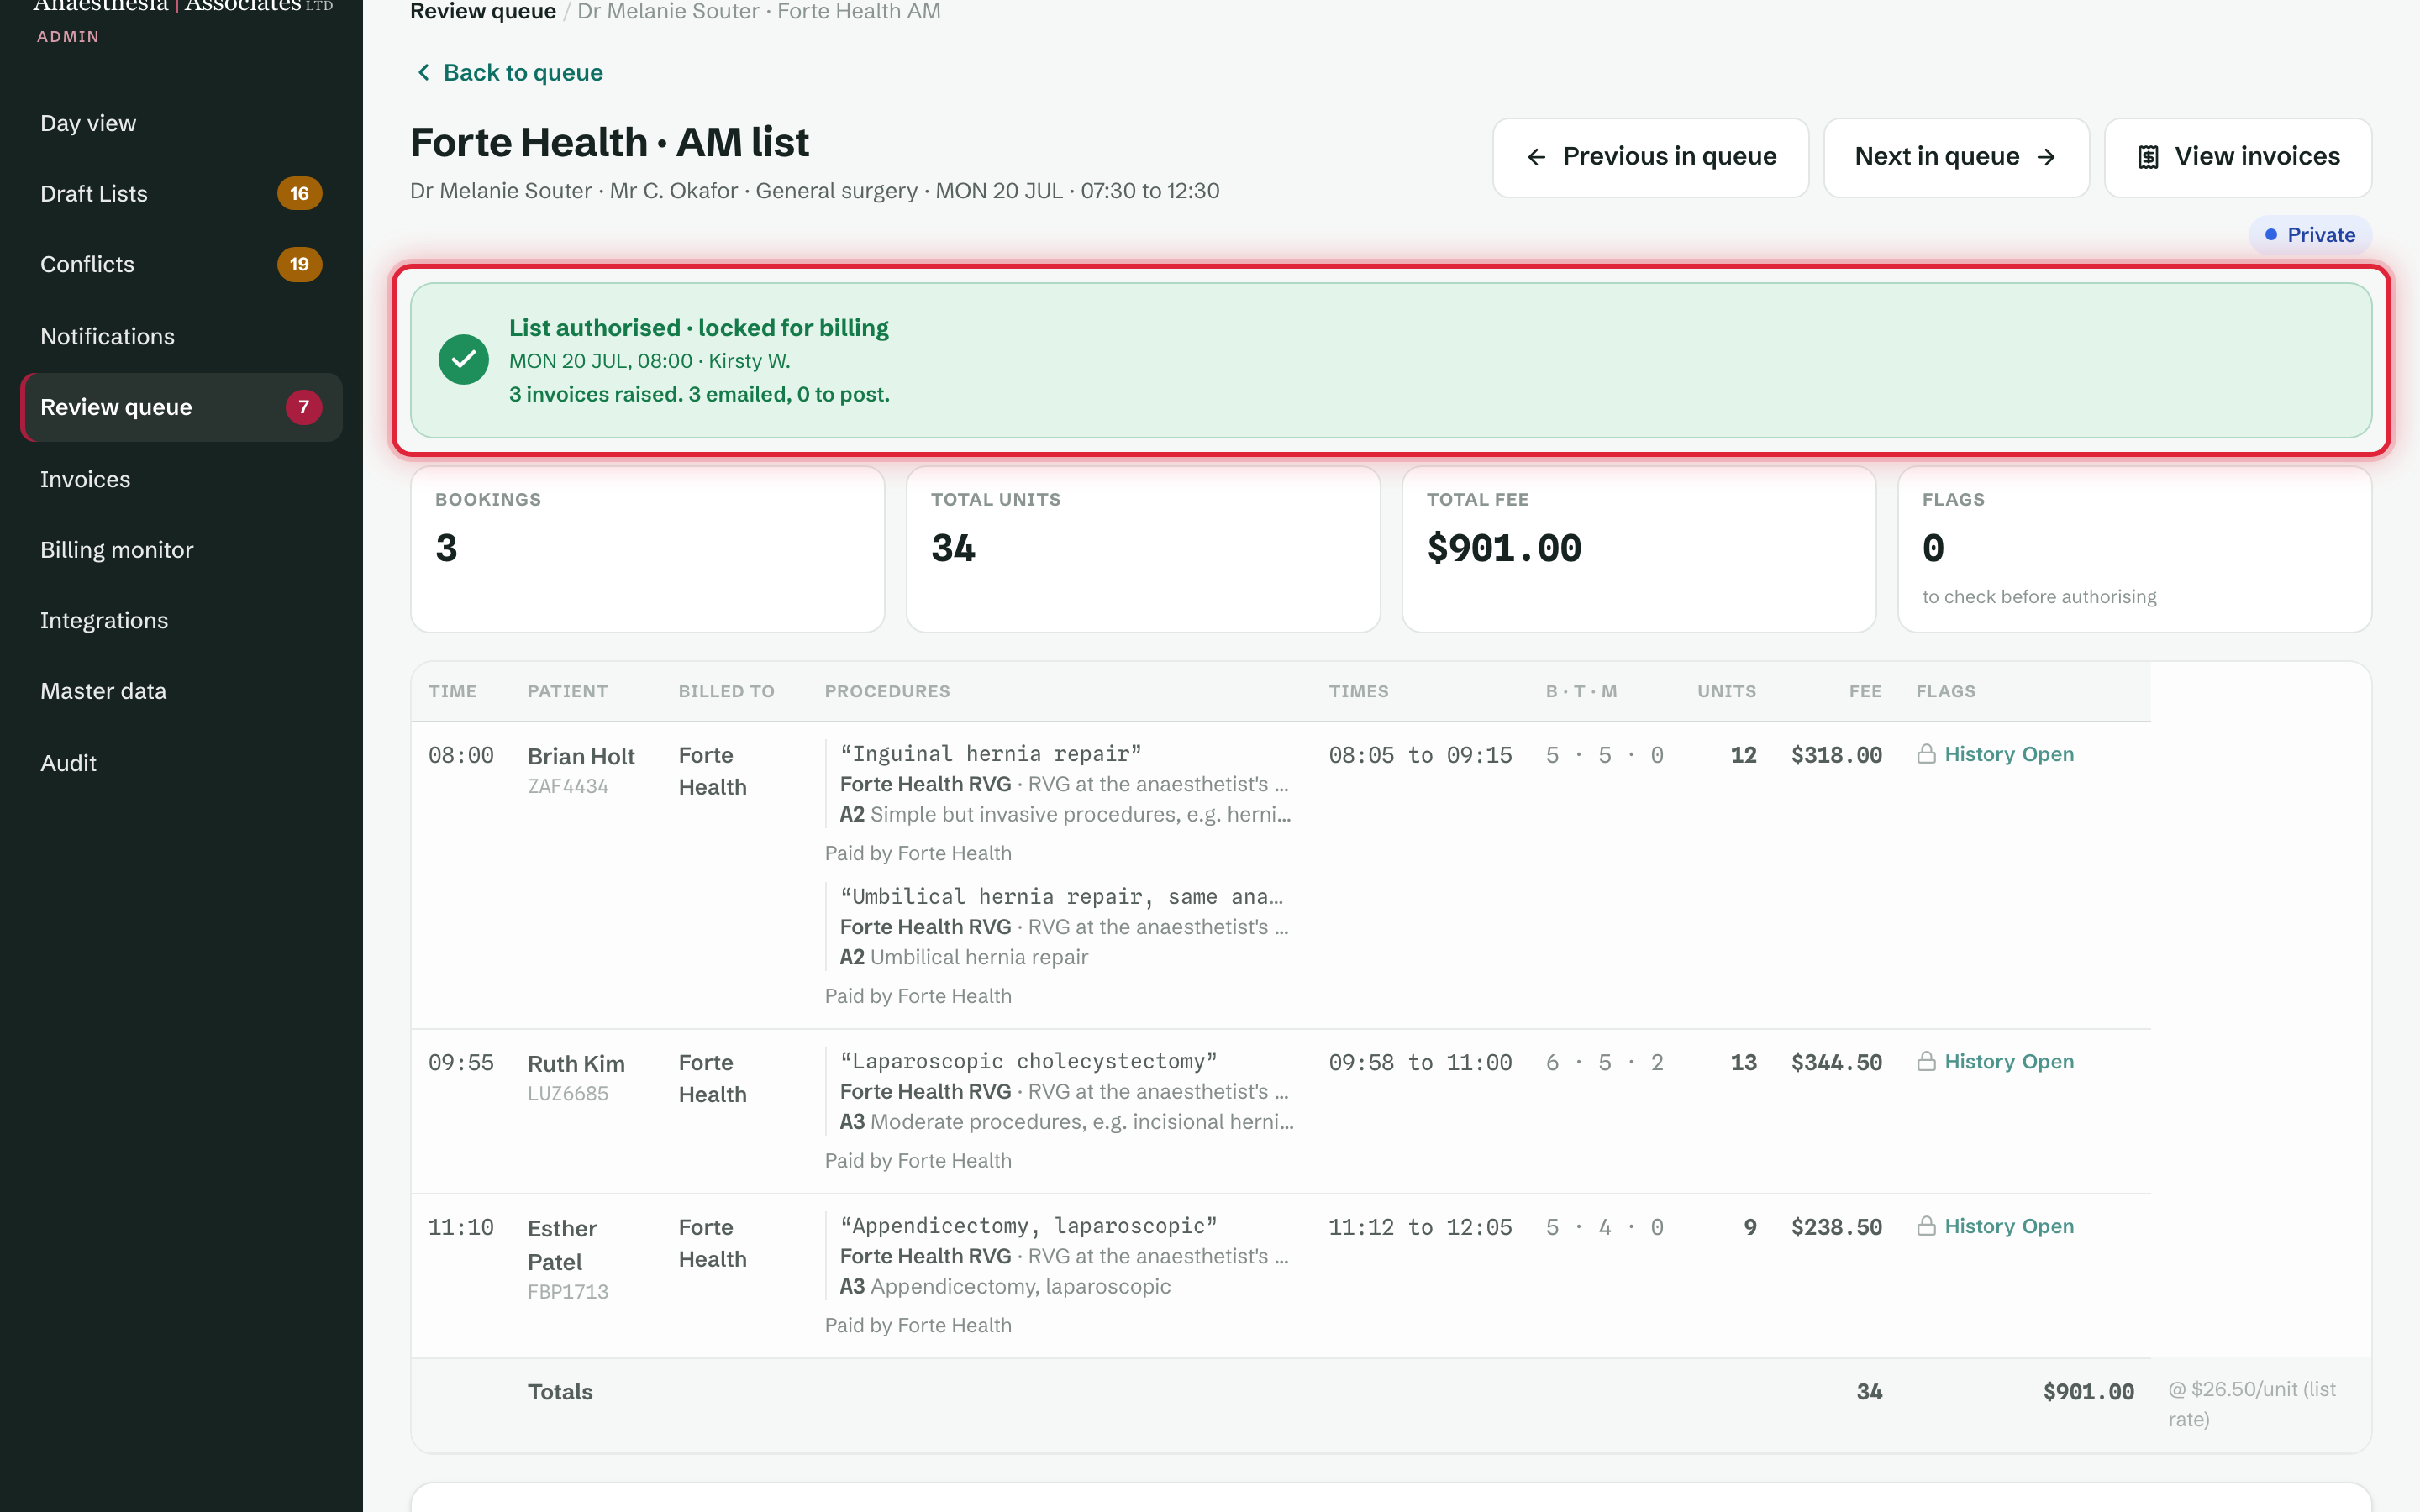 Anaesthesia | Associates LTD
ADMIN
Day view
Draft Lists 16
Conflicts 19
Notifications
Review queue 7
Invoices
Billing monitor
Integrations
Master data
Audit
Review queue / Dr Melanie Souter · Forte Health AM
Back to queue
Forte Health · AM list
Dr Melanie Souter · Mr C. Okafor · General surgery · MON 20 JUL · 07:30 to 12:30
← Previous in queue
Next in queue →
View invoices
Private
List authorised · locked for billing
MON 20 JUL, 08:00 · Kirsty W.
3 invoices raised. 3 emailed, 0 to post.
BOOKINGS
3
TOTAL UNITS
34
TOTAL FEE
$901.00
FLAGS
0
to check before authorising
TIME PATIENT BILLED TO PROCEDURES TIMES B · T · M UNITS FEE FLAGS
08:00 Brian Holt Forte “Inguinal hernia repair” 08:05 to 09:15 5 · 5 · 0 12 $318.00 History Open
ZAF4434 Health Forte Health RVG · RVG at the anaesthetist's ...
A2 Simple but invasive procedures, e.g. herni...
Paid by Forte Health
“Umbilical hernia repair, same ana...
Forte Health RVG · RVG at the anaesthetist's ...
A2 Umbilical hernia repair
Paid by Forte Health
09:55 Ruth Kim Forte “Laparoscopic cholecystectomy” 09:58 to 11:00 6 · 5 · 2 13 $344.50 History Open
LUZ6685 Health Forte Health RVG · RVG at the anaesthetist's ...
A3 Moderate procedures, e.g. incisional herni...
Paid by Forte Health
11:10 Esther Forte “Appendicectomy, laparoscopic” 11:12 to 12:05 5 · 4 · 0 9 $238.50 History Open
Patel Health Forte Health RVG · RVG at the anaesthetist's ...
FBP1713 A3 Appendicectomy, laparoscopic
Paid by Forte Health
Totals 34 $901.00 @ $26.50/unit (list
rate)